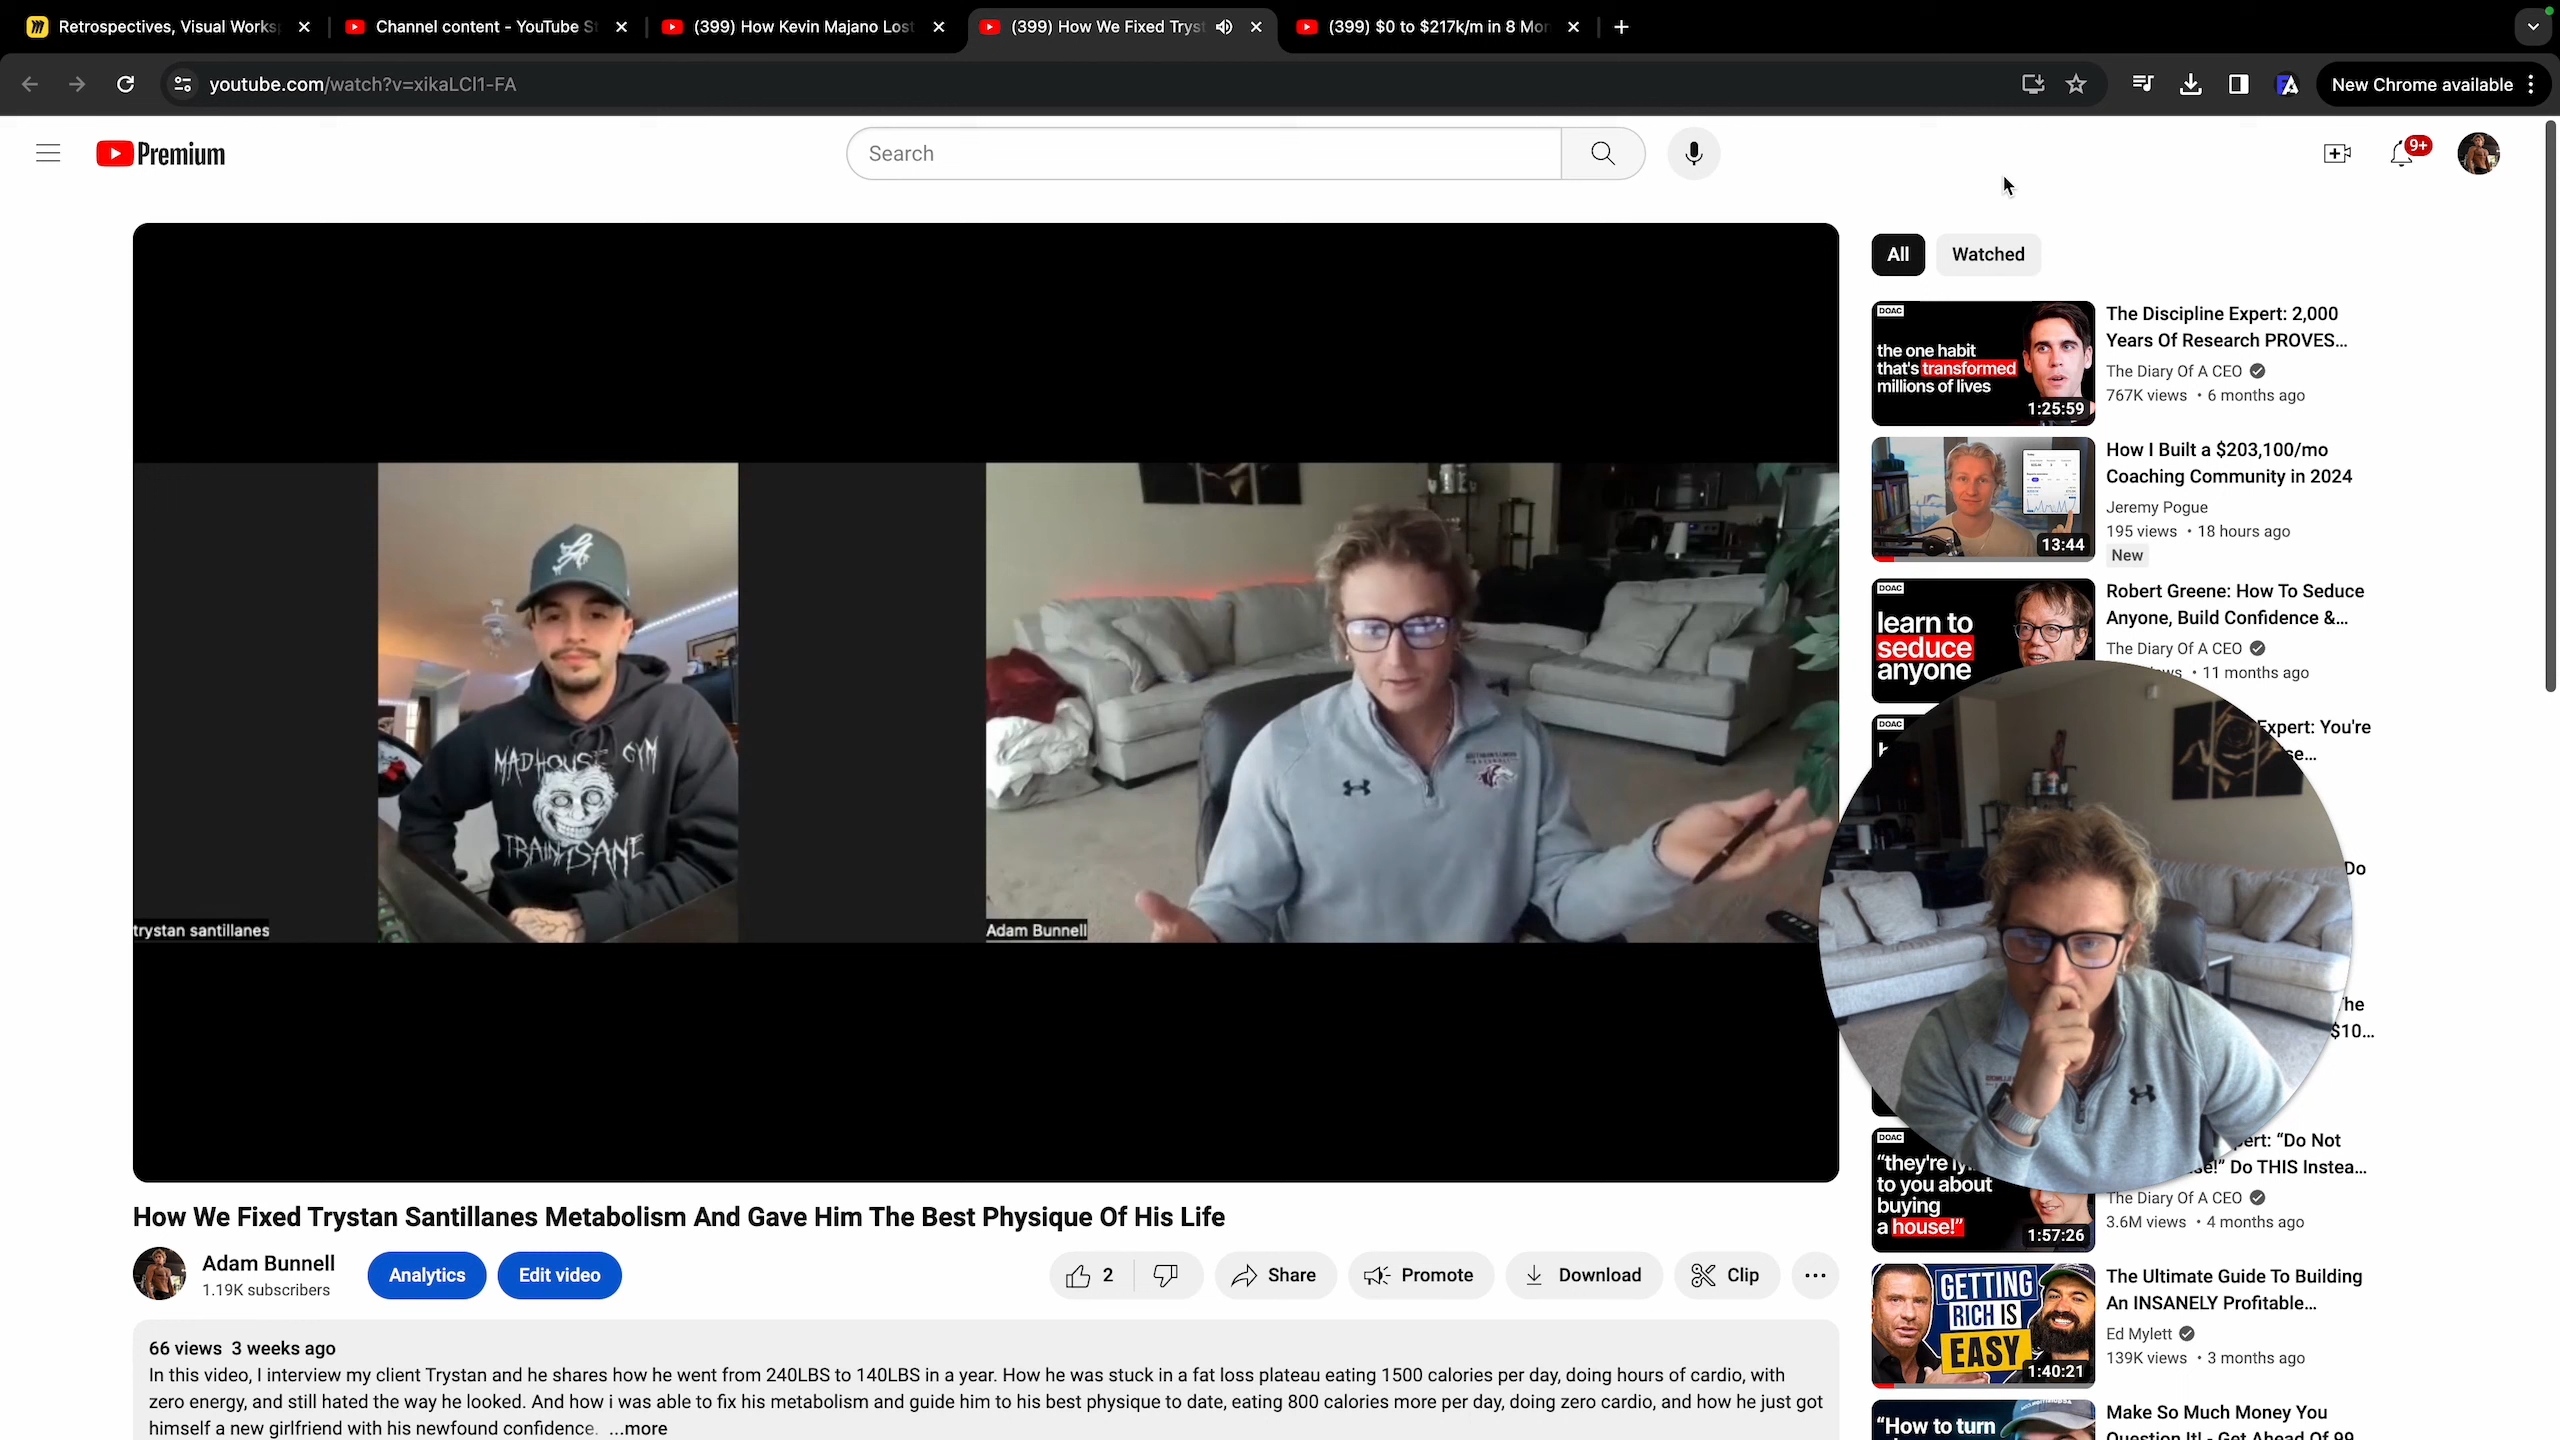 Retrospectives, Visual Works
Channel content - YouTube St
(399) How Kevin Majano Lost
(399) How We Fixed Tryst
(399) $0 to $217k/m in 8 Mon
youtube.com/watch?v=xikaLCl1-FA
New Chrome available
Premium
Search
9+
All
Watched
DOAC
the one habit
that's transformed
millions of lives
1:25:59
The Discipline Expert: 2,000
Years Of Research PROVES...
The Diary Of A CEO
767K views • 6 months ago
13:44
How I Built a $203,100/mo
Coaching Community in 2024
Jeremy Pogue
195 views • 18 hours ago
New
DOAC
learn to
seduce
anyone
Robert Greene: How To Seduce
Anyone, Build Confidence &...
The Diary Of A CEO
• 11 months ago
DOAC
Expert: You're
Do
The
$10...
DOAC
"they're
to you about
buying
a house!"
1:57:26
"Do Not
Do THIS Instea...
The Diary Of A CEO
3.6M views • 4 months ago
GETTING
RICH IS
EASY
1:40:21
The Ultimate Guide To Building
An INSANELY Profitable...
Ed Mylett
139K views • 3 months ago
"How to turn
Make So Much Money You
Question It! - Get Ahead Of 99
A
MADHOUSE GYM
TRAIN INSANE
trystan santillanes
Adam Bunnell
How We Fixed Trystan Santillanes Metabolism And Gave Him The Best Physique Of His Life
Adam Bunnell
1.19K subscribers
Analytics
Edit video
2
Share
Promote
Download
Clip
66 views 3 weeks ago
In this video, I interview my client Trystan and he shares how he went from 240LBS to 140LBS in a year. How he was stuck in a fat loss plateau eating 1500 calories per day, doing hours of cardio, with
zero energy, and still hated the way he looked. And how i was able to fix his metabolism and guide him to his best physique to date, eating 800 calories more per day, doing zero cardio, and how he just got
himself a new girlfriend with his newfound confidence. ...more